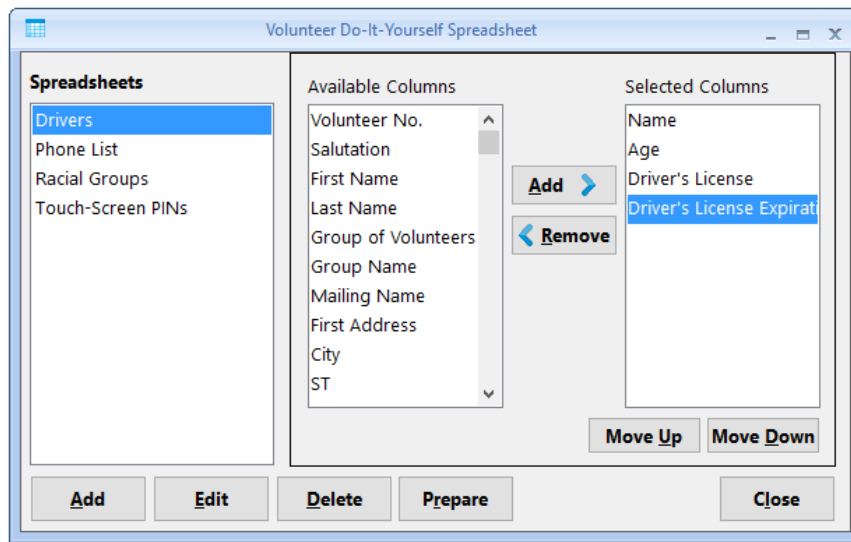 Volunteer Do-It-Yourself Spreadsheet
Spreadsheets
Drivers
Phone List
Racial Groups
Touch-Screen PINs
Available Columns
Volunteer No.
Salutation
First Name
Last Name
Group of Volunteers
Group Name
Mailing Name
First Address
City
ST
Add
Remove
Selected Columns
Name
Age
Driver's License
Driver's License Expirati
Move Up
Move Down
Add
Edit
Delete
Prepare
Close